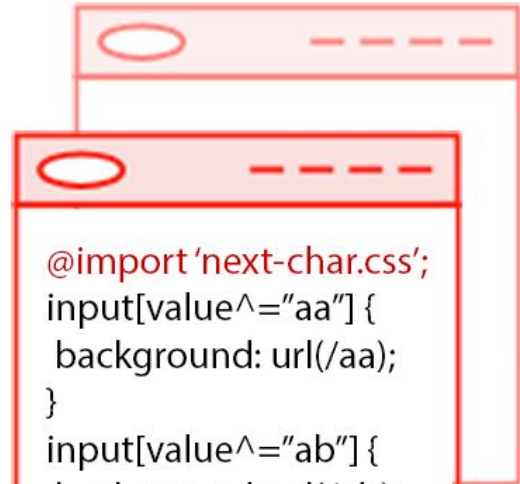 @import ‘next-char.css’;
input[value^=”aa”] {
background: url(/aa);
}
input[value^=”ab”] {